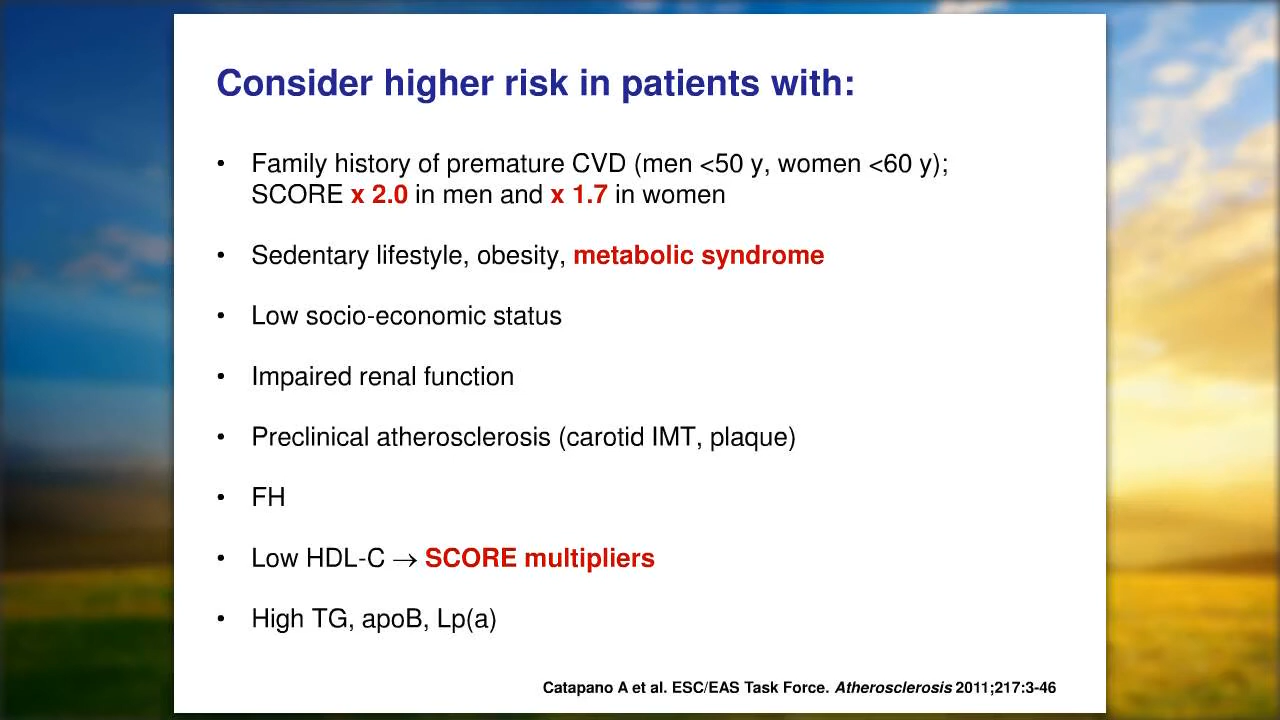 Consider higher risk in patients with:
• Family history of premature CVD (men <50 y, women <60 y);
SCORE x 2.0 in men and x 1.7 in women
• Sedentary lifestyle, obesity, metabolic syndrome
• Low socio-economic status
• Impaired renal function
• Preclinical atherosclerosis (carotid IMT, plaque)
• FH
• Low HDL-C → SCORE multipliers
• High TG, apoB, Lp(a)
Catapano A et al. ESC/EAS Task Force. Atherosclerosis 2011;217:3-46